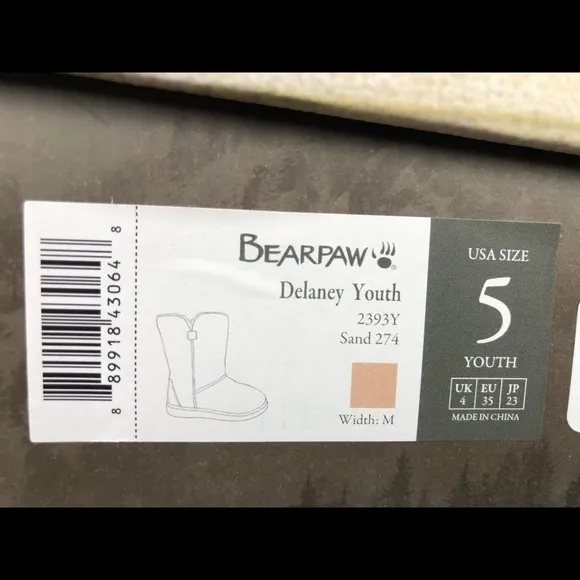 8 89918 43064 8
BEARPAW
Delaney Youth
2393Y
Sand 274
Width: M
USA SIZE
5
YOUTH
UK EU JP
4 35 23
MADE IN CHINA